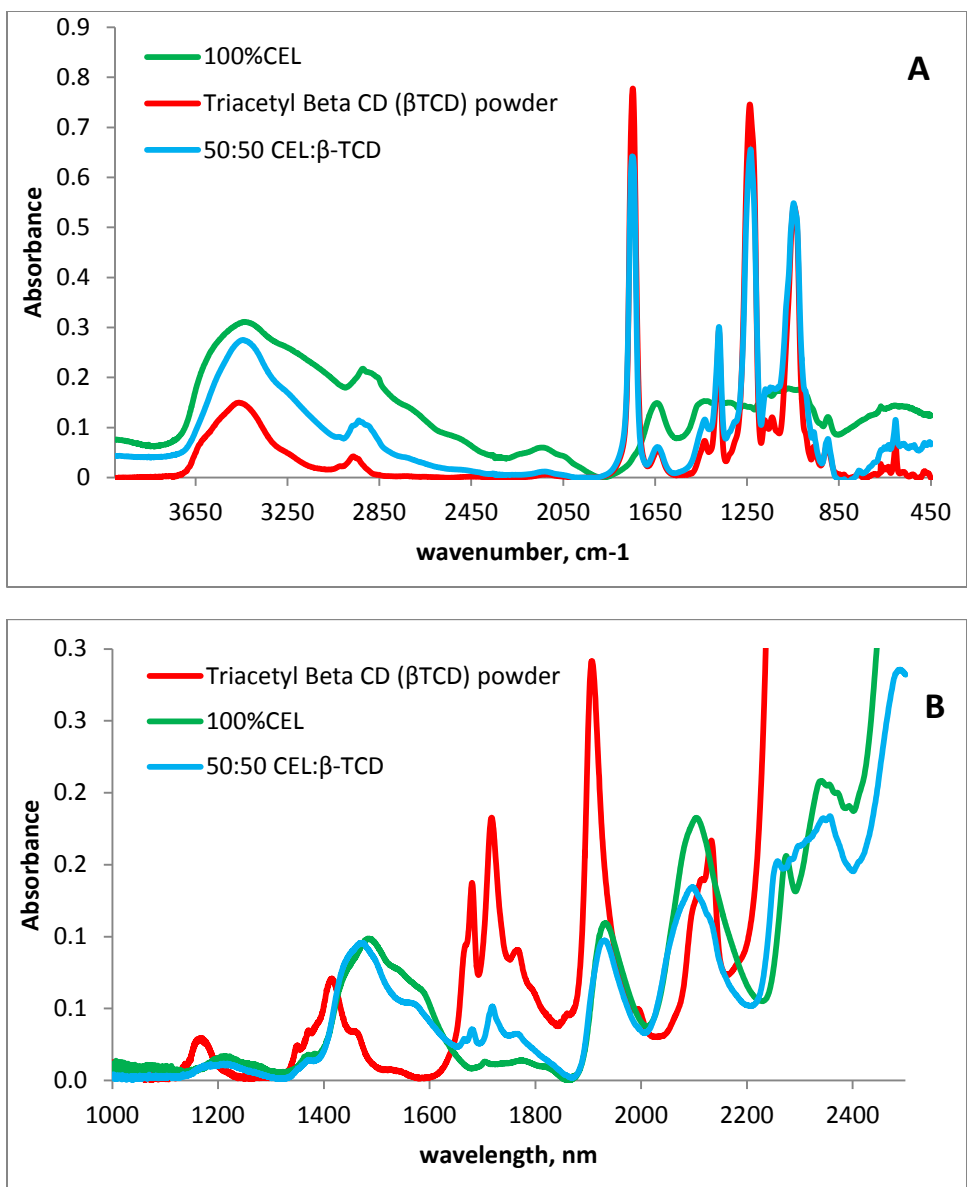 0.9
0.8
0.7
0.6
0.5
0.4
0.3
0.2
0.1
0
Absorbance
100%CEL
Triacetyl Beta CD (βTCD) powder
50:50 CEL:β-TCD
A
3650 3250 2850 2450 2050 1650 1250 850 450
wavenumber, cm-1
0.3
0.3
0.2
0.2
0.1
0.1
0.0
Absorbance
Triacetyl Beta CD (βTCD) powder
100%CEL
50:50 CEL:β-TCD
B
1000 1200 1400 1600 1800 2000 2200 2400
wavelength, nm